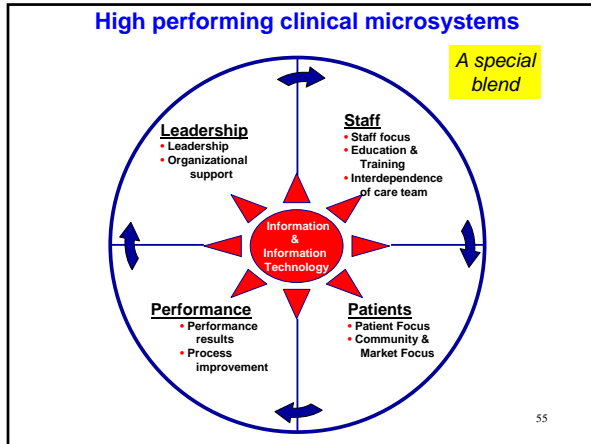 High performing clinical microsystems
A special
blend
Leadership
• Leadership
• Organizational
support
Staff
• Staff focus
• Education &
Training
• Interdependence
of care team
Information
&
Information
Technology
Performance
• Performance
results
• Process
improvement
Patients
• Patient Focus
• Community &
Market Focus
55